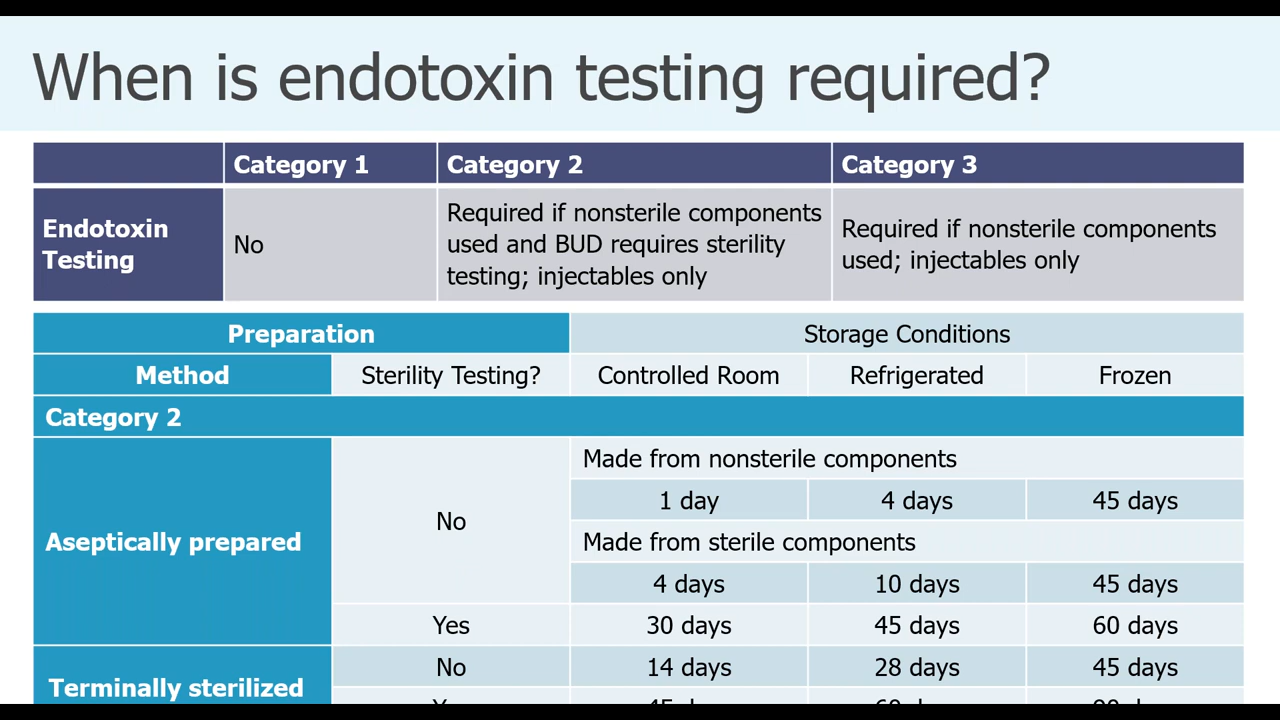 When is endotoxin testing required?
Category 1 Category 2 Category 3
Endotoxin Testing
No
Required if nonsterile components
used and BUD requires sterility
testing; injectables only
Required if nonsterile components
used; injectables only
Preparation Storage Conditions
Method Sterility Testing? Controlled Room Refrigerated Frozen
Category 2
Aseptically prepared
No
Made from nonsterile components
1 day 4 days 45 days
Made from sterile components
4 days 10 days 45 days
Yes 30 days 45 days 60 days
Terminally sterilized
No 14 days 28 days 45 days